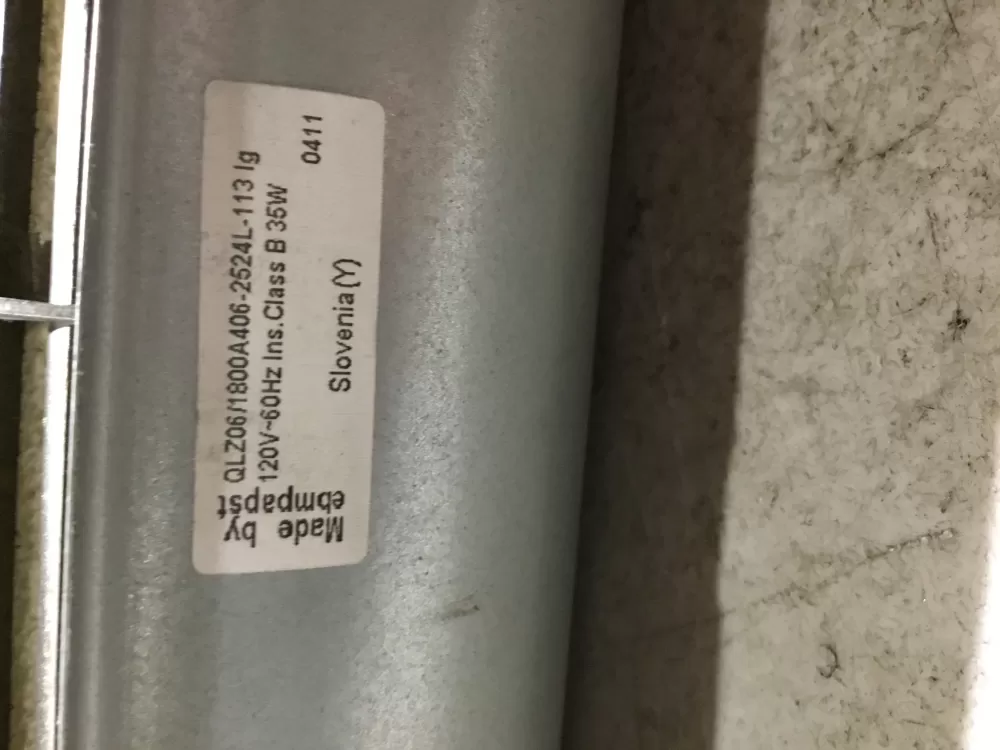 Made by
ebmpapst
QLZ06/1800A406-2524L-113 lg
120V~60Hz Ins.Class B 35W
Slovenia(Y)
0411